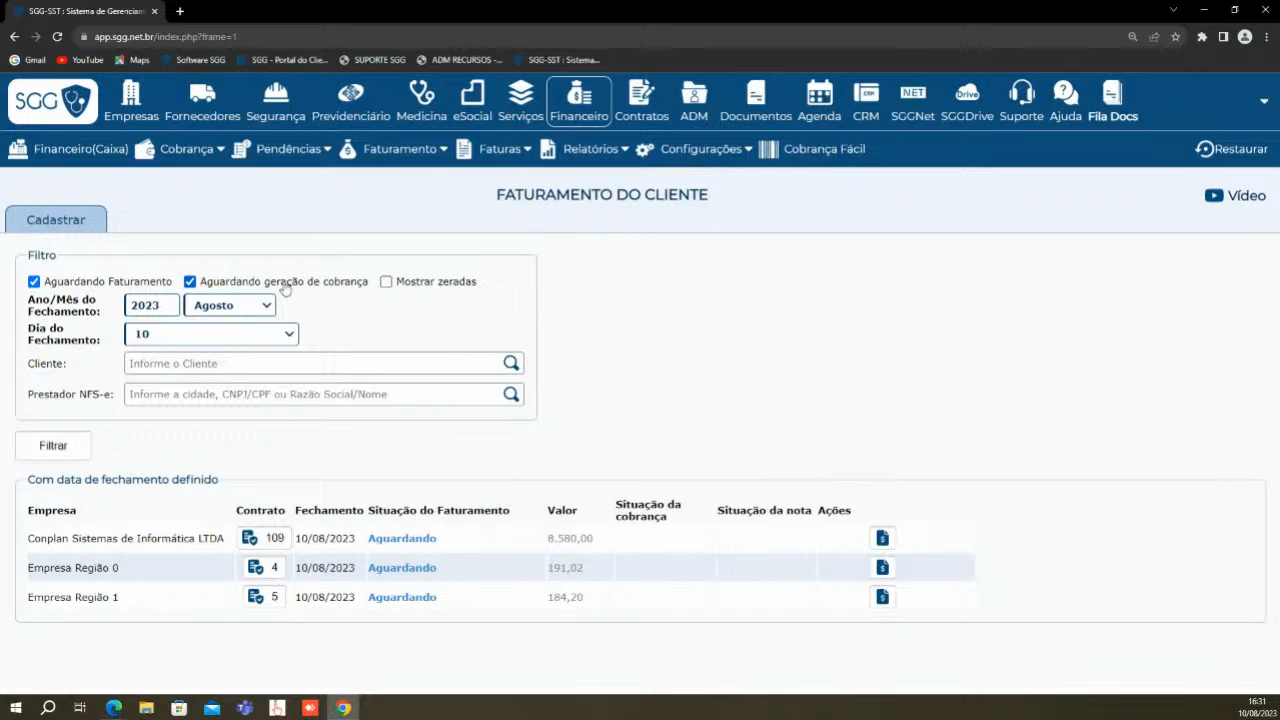 SGG-SST : Sistema de Gerenciam
app.sgg.net.br/index.php?frame=1
Gmail YouTube Maps Software SGG SGG - Portal do Clie... SUPORTE SGG ADM RECURSOS -... SGG-SST : Sistema...
SGG Empresas Fornecedores Segurança Previdenciário Medicina eSocial Serviços Financeiro Contratos ADM Documentos Agenda CRM CRM NET SGGNet Drive SGGDrive Suporte Ajuda Fila Docs
Financeiro(Caixa) Cobrança Pendências Faturamento Faturas Relatórios Configurações Cobrança Fácil Restaurar
FATURAMENTO DO CLIENTE
Vídeo
Cadastrar
Filtro
Aguardando Faturamento Aguardando geração de cobrança Mostrar zeradas
Ano/Mês do Fechamento: 2023 Agosto
Dia do Fechamento: 10
Cliente: Informe o Cliente
Prestador NFS-e: Informe a cidade, CNPJ/CPF ou Razão Social/Nome
Filtrar
Com data de fechamento definido
Empresa Contrato Fechamento Situação do Faturamento Valor Situação da cobrança Situação da nota Ações
Conplan Sistemas de Informática LTDA 109 10/08/2023 Aguardando 8.580,00
Empresa Região 0 4 10/08/2023 Aguardando 191,02
Empresa Região 1 5 10/08/2023 Aguardando 184,20
16:31
10/08/2023